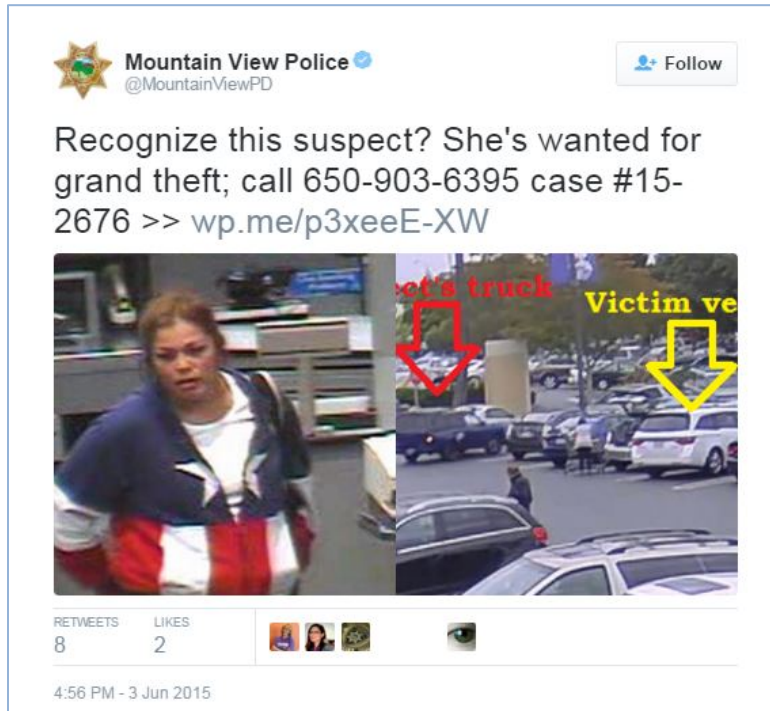 Mountain View Police
@MountainViewPD
Follow
Recognize this suspect? She's wanted for
grand theft; call 650-903-6395 case #15-
2676 >> wp.me/p3xeeE-XW
ect's truck
Victim ve
RETWEETS
LIKES
8
2
4:56 PM - 3 Jun 2015